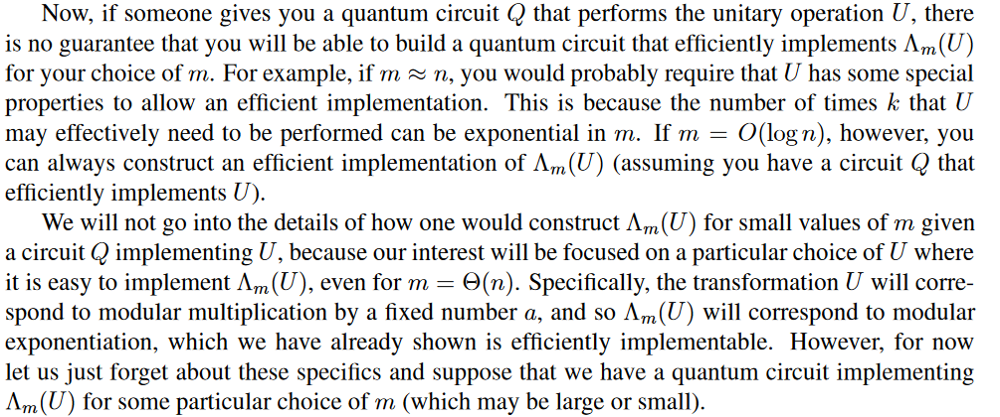 Now, if someone gives you a quantum circuit Q that performs the unitary operation U, there
is no guarantee that you will be able to build a quantum circuit that efficiently implements Λₘ(U)
for your choice of m. For example, if m ≈ n, you would probably require that U has some special
properties to allow an efficient implementation. This is because the number of times k that U
may effectively need to be performed can be exponential in m. If m = O(log n), however, you
can always construct an efficient implementation of Λₘ(U) (assuming you have a circuit Q that
efficiently implements U).
We will not go into the details of how one would construct Λₘ(U) for small values of m given
a circuit Q implementing U, because our interest will be focused on a particular choice of U where
it is easy to implement Λₘ(U), even for m = Θ(n). Specifically, the transformation U will corre-
spond to modular multiplication by a fixed number a, and so Λₘ(U) will correspond to modular
exponentiation, which we have already shown is efficiently implementable. However, for now
let us just forget about these specifics and suppose that we have a quantum circuit implementing
Λₘ(U) for some particular choice of m (which may be large or small).